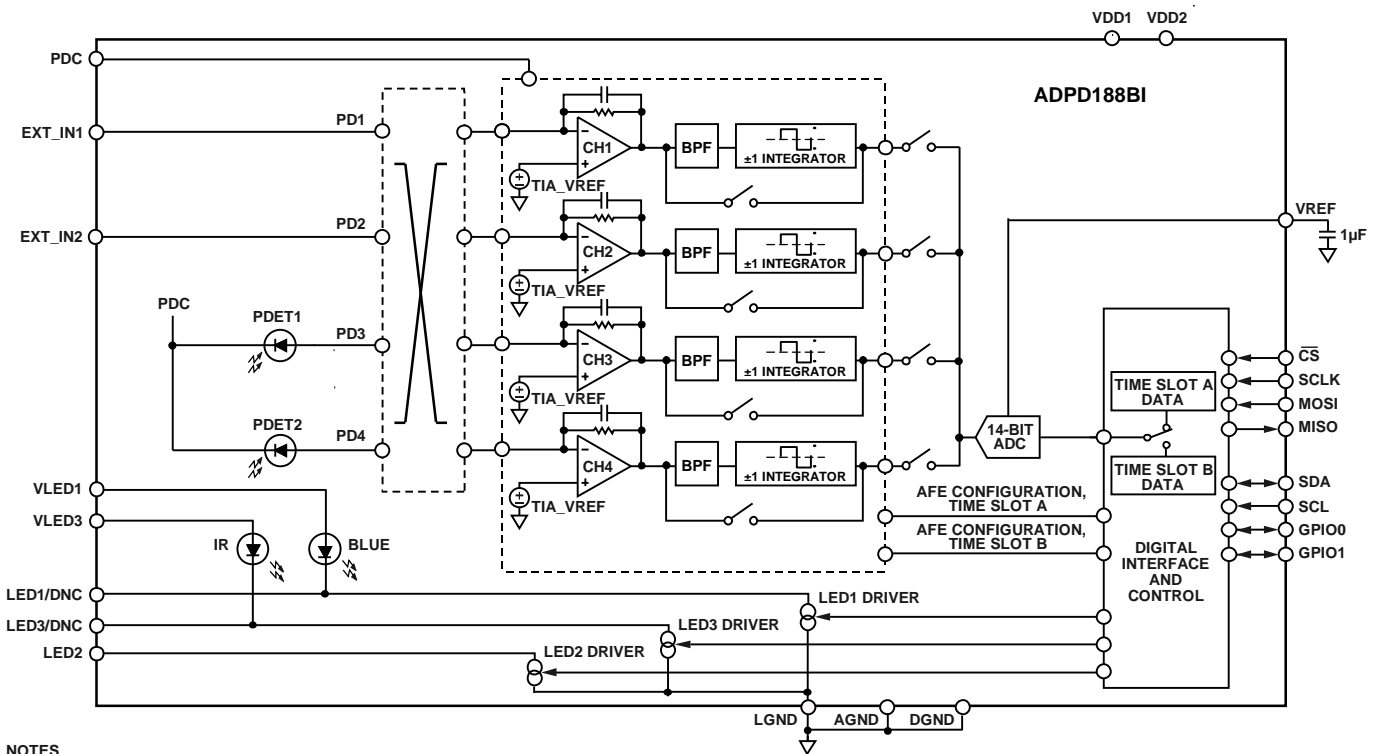 VDD1 VDD2
PDC
ADPD188BI
EXT_IN1
PD1
CH1
BPF
±1 INTEGRATOR
TIA_VREF
EXT_IN2
PD2
CH2
BPF
±1 INTEGRATOR
TIA_VREF
VREF
1µF
PDC
PDET1
PD3
CH3
BPF
±1 INTEGRATOR
TIA_VREF
PDET2
PD4
CH4
BPF
±1 INTEGRATOR
TIA_VREF
14-BIT
ADC
TIME SLOT A
DATA
TIME SLOT B
DATA
CS
SCLK
MOSI
MISO
SDA
SCL
GPIO0
GPIO1
VLED1
VLED3
IR
BLUE
AFE CONFIGURATION,
TIME SLOT A
AFE CONFIGURATION,
TIME SLOT B
DIGITAL
INTERFACE
AND
CONTROL
LED1/DNC
LED3/DNC
LED2
LED1 DRIVER
LED3 DRIVER
LED2 DRIVER
LGND AGND DGND
NOTES